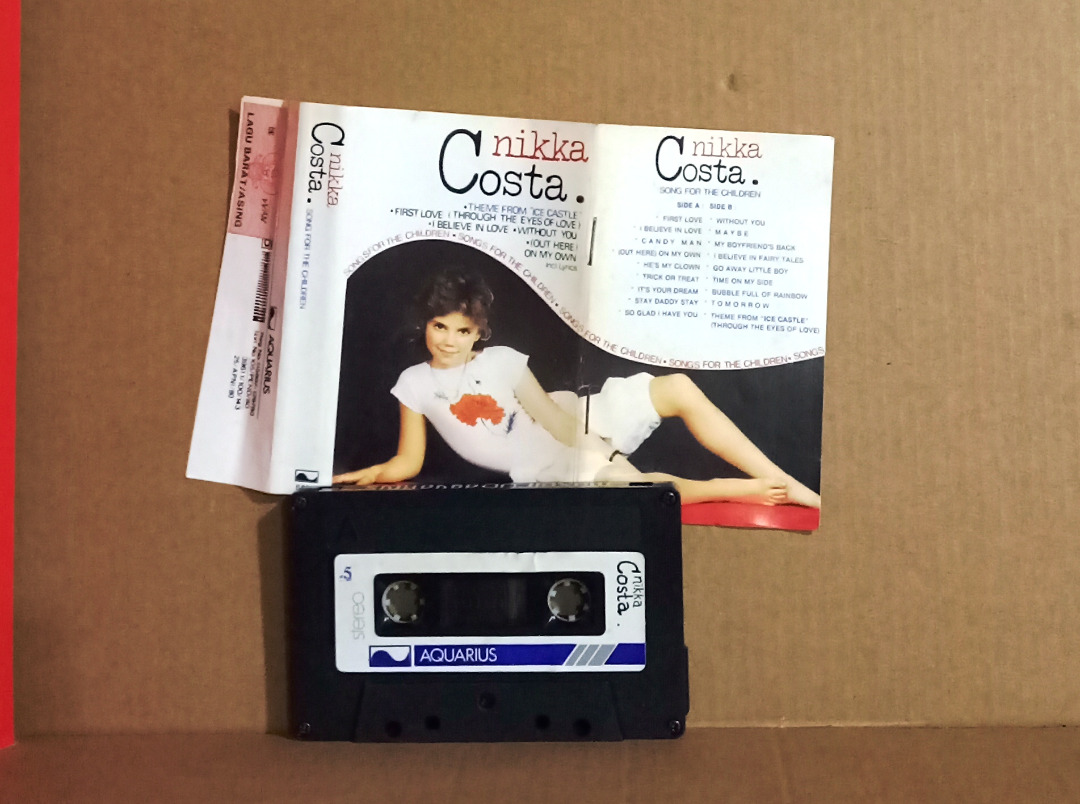 LAGU BARAT/ASING
AQUARIUS
nikka
Costa.
SONG FOR THE CHILDREN
nikka
Costa.
•THEME FROM "ICE CASTLE"
•FIRST LOVE (THROUGH THE EYES OF LOVE)
•I BELIEVE IN LOVE •WITHOUT YOU
•(OUT HERE)
ON MY OWN
incl Lyrics
SONGS FOR THE CHILDREN • SONGS FOR THE CHILDREN • SONGS FOR THE CHILDREN • SONGS FOR THE CHILDREN • SONGS
nikka
Costa.
SONG FOR THE CHILDREN
SIDE A : SIDE B
FIRST LOVE * WITHOUT YOU
* I BELIEVE IN LOVE * MAYBE
* CANDY MAN * MY BOYFRIEND'S BACK
(OUT HERE) ON MY OWN * I BELIEVE IN FAIRY TALES
* HE'S MY CLOWN * GO AWAY LITTLE BOY
* TRICK OR TREAT * TIME ON MY SIDE
* IT'S YOUR DREAM * BUBBLE FULL OF RAINBOW
* STAY DADDY STAY * TOMORROW
* SO GLAD I HAVE YOU * THEME FROM "ICE CASTLE"
(THROUGH THE EYES OF LOVE)
A
stereo
nikka
Costa.
AQUARIUS